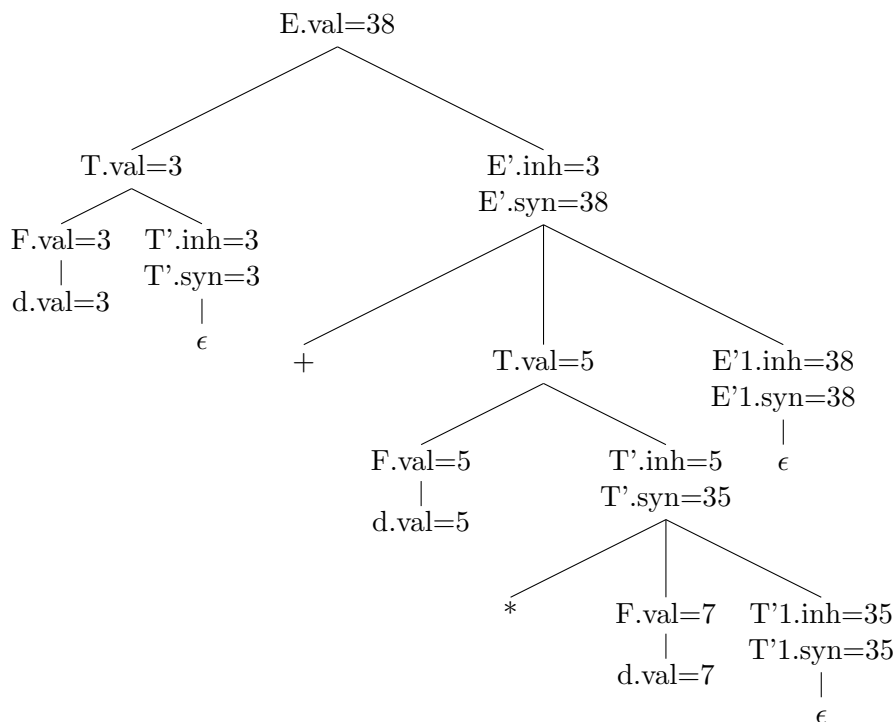 E.val=38
T.val=3
E'.inh=3
E'.syn=38
F.val=3
T'.inh=3
T'.syn=3
d.val=3
ϵ
+
T.val=5
E'1.inh=38
E'1.syn=38
F.val=5
T'.inh=5
ϵ
T'.syn=35
d.val=5
*
F.val=7
T'1.inh=35
T'1.syn=35
d.val=7
ϵ